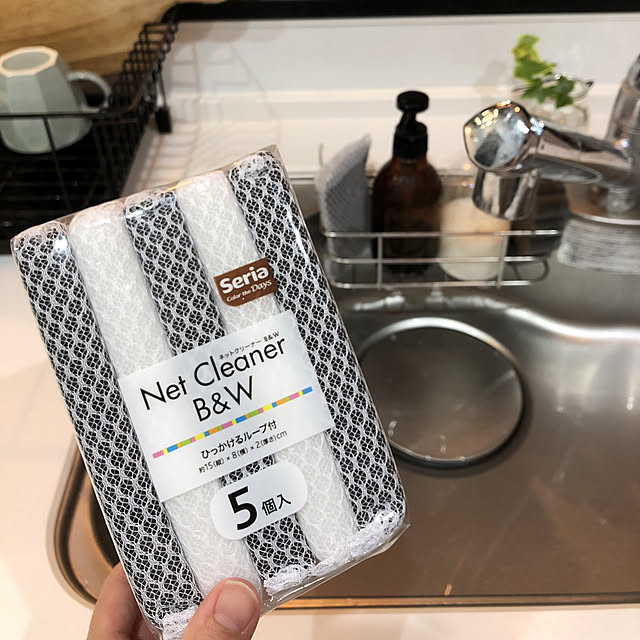 Seria
Color the Days
ネットクリーナー B&W
Net Cleaner
B&W
ひっかけるループ付
約15(縦)×8(横)×2(厚さ)cm
5個入